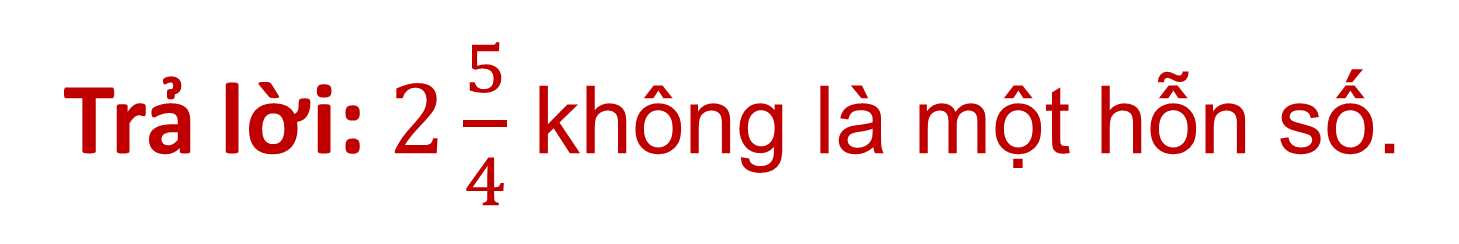 Trả lời: 2 5/4 không là một hỗn số.